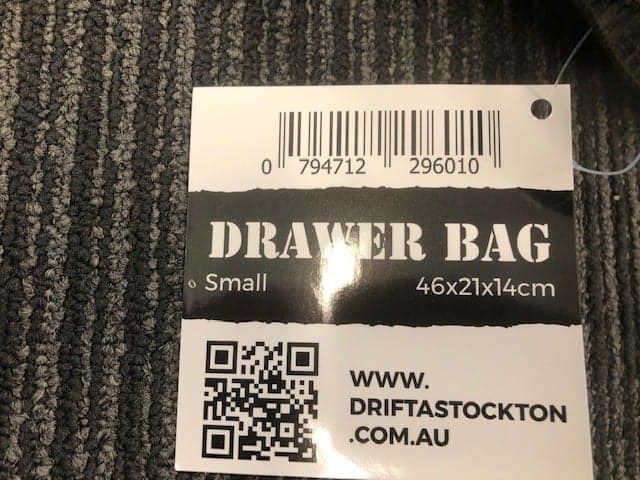 0 794712 296010
DRAWER BAG
Small 46x21x14cm
WWW.
DRIFTASTOCKTON
.COM.AU